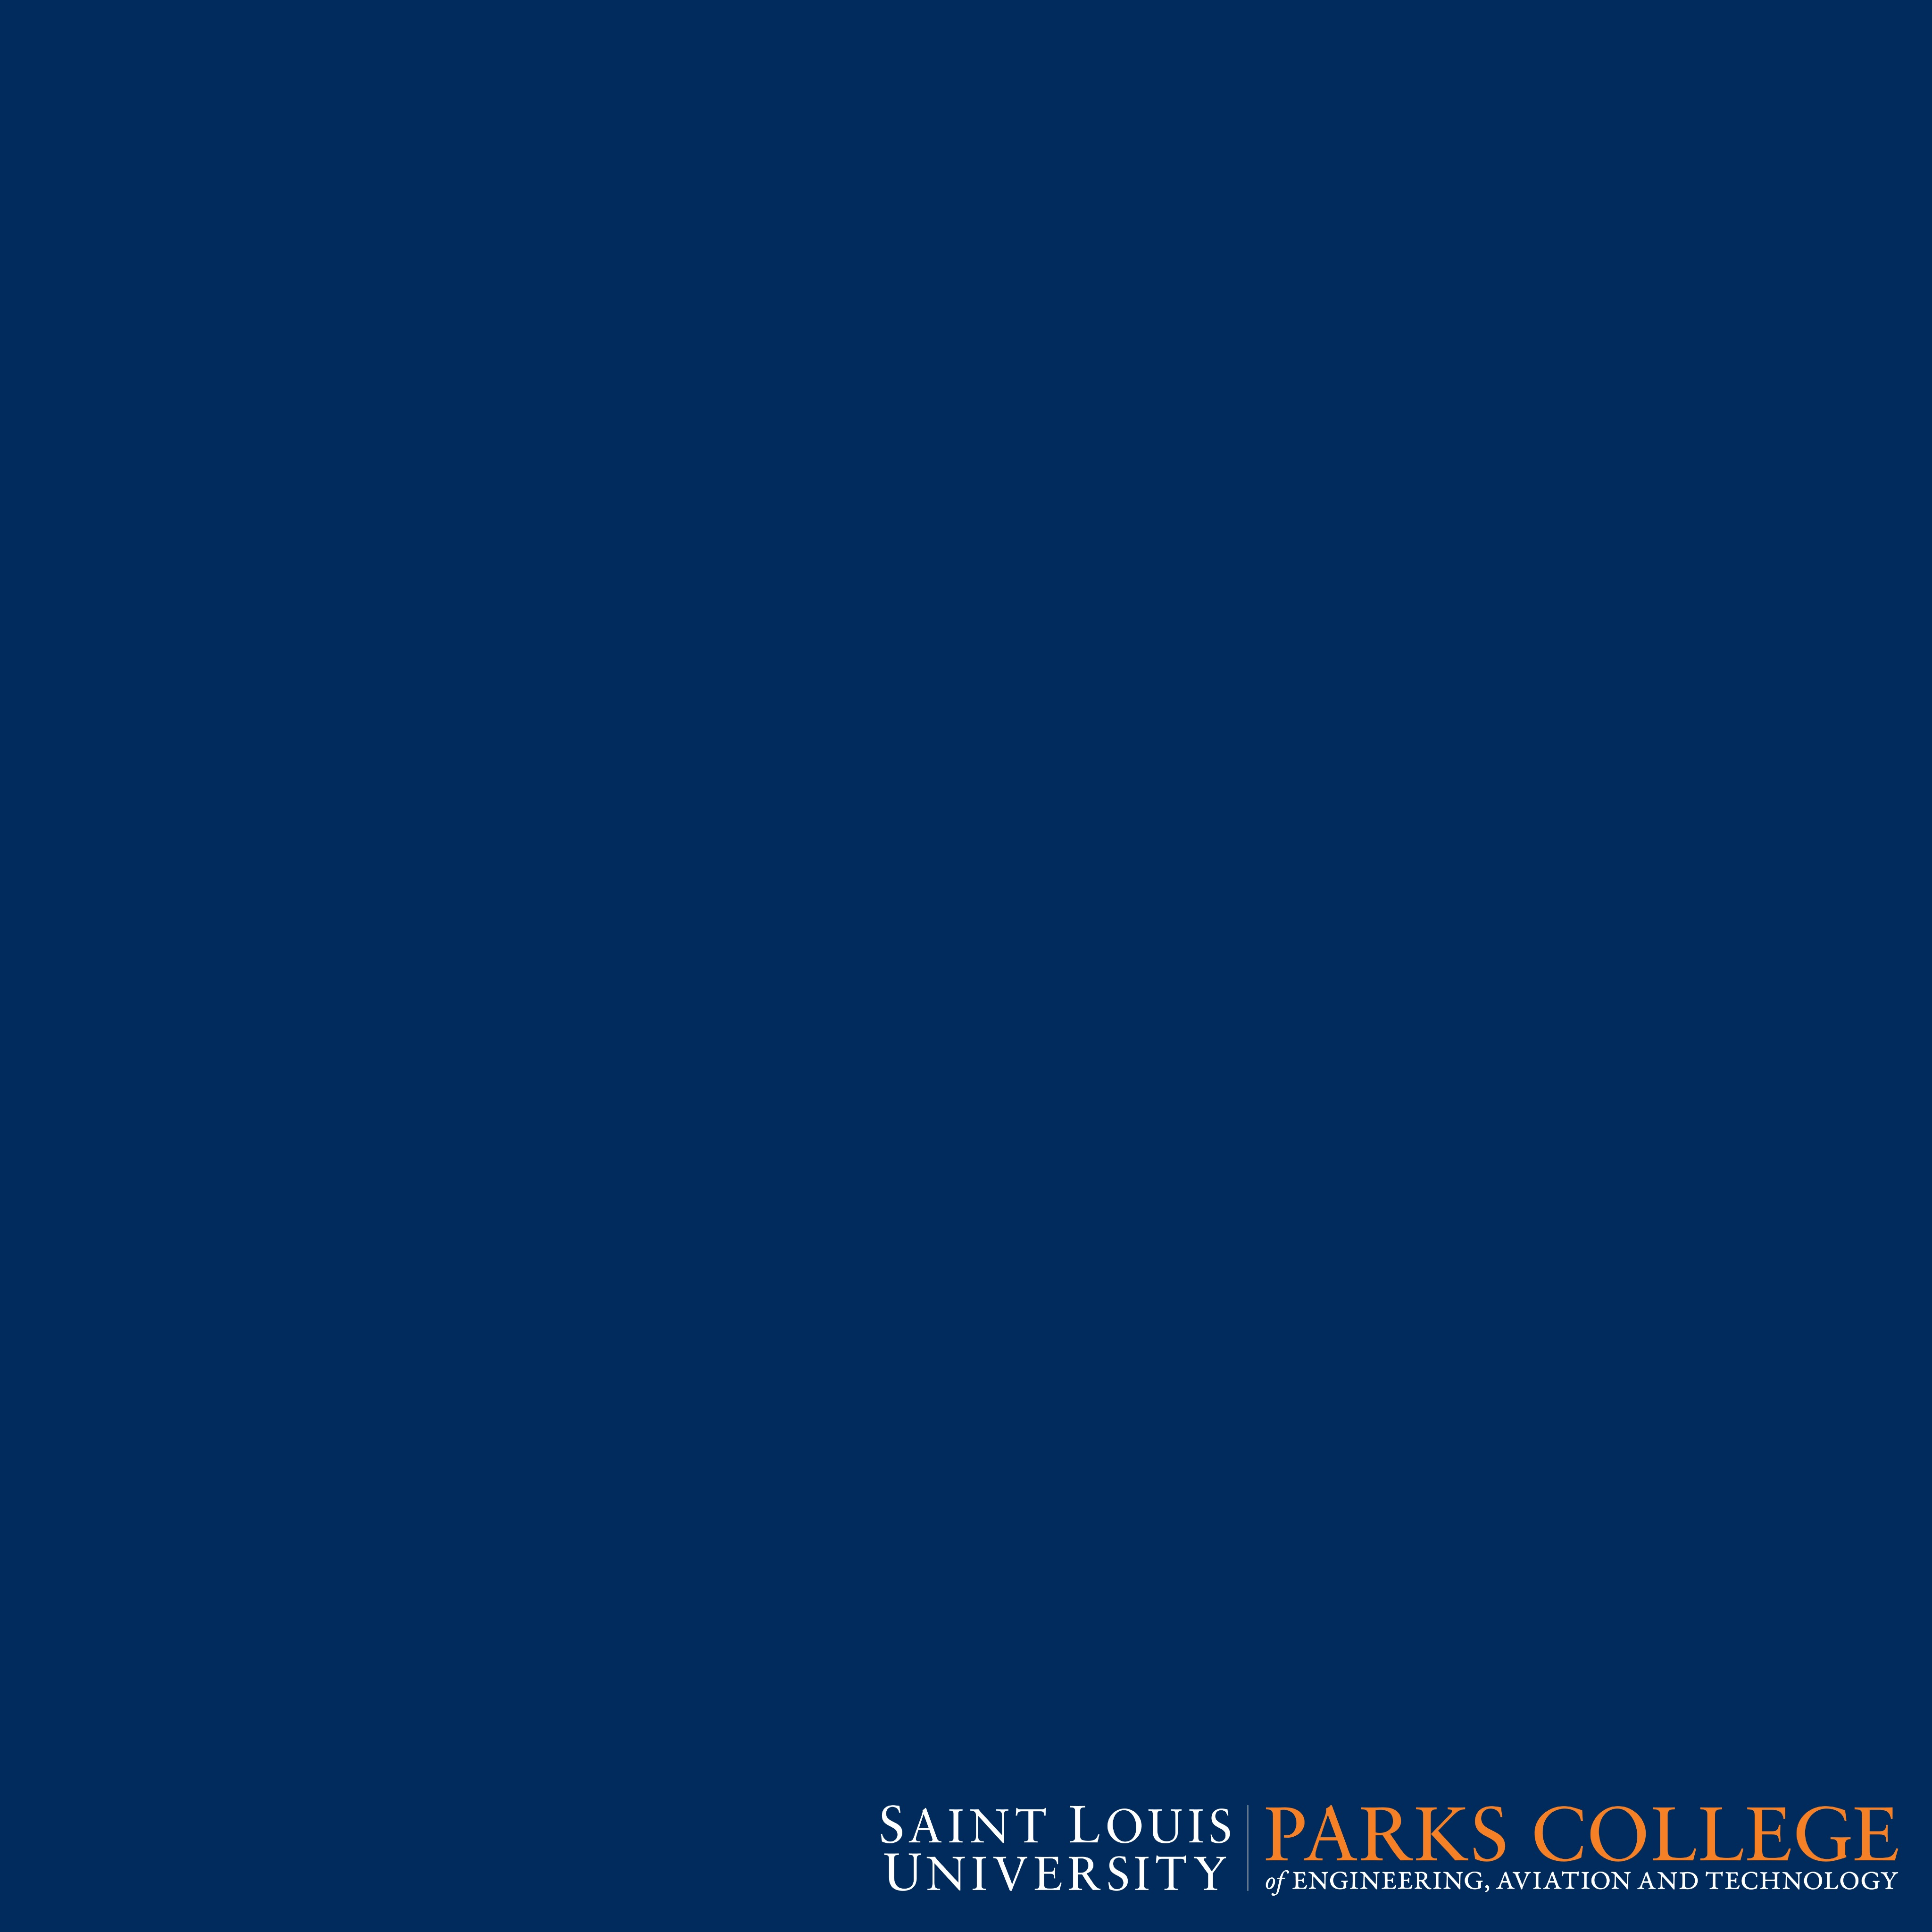 SAINT LOUIS
UNIVERSITY
PARKS COLLEGE
of ENGINEERING, AVIATION AND TECHNOLOGY